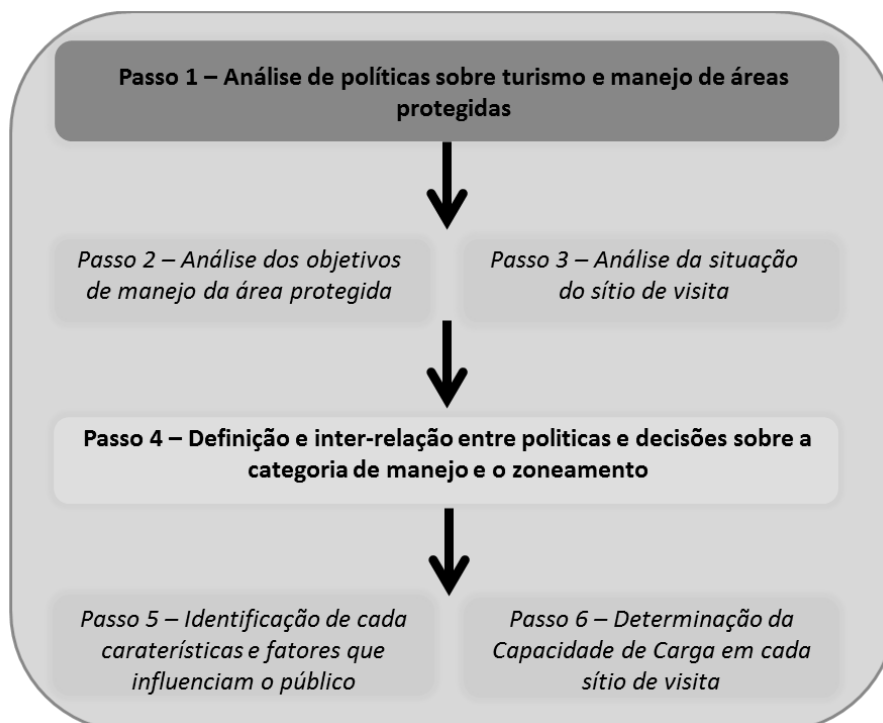 Passo 1 – Análise de políticas sobre turismo e manejo de áreas
protegidas
Passo 2 – Análise dos objetivos
de manejo da área protegida
Passo 3 – Análise da situação
do sítio de visita
Passo 4 – Definição e inter-relação entre politicas e decisões sobre a
categoria de manejo e o zoneamento
Passo 5 – Identificação de cada
caraterísticas e fatores que
influenciam o público
Passo 6 – Determinação da
Capacidade de Carga em cada
sítio de visita